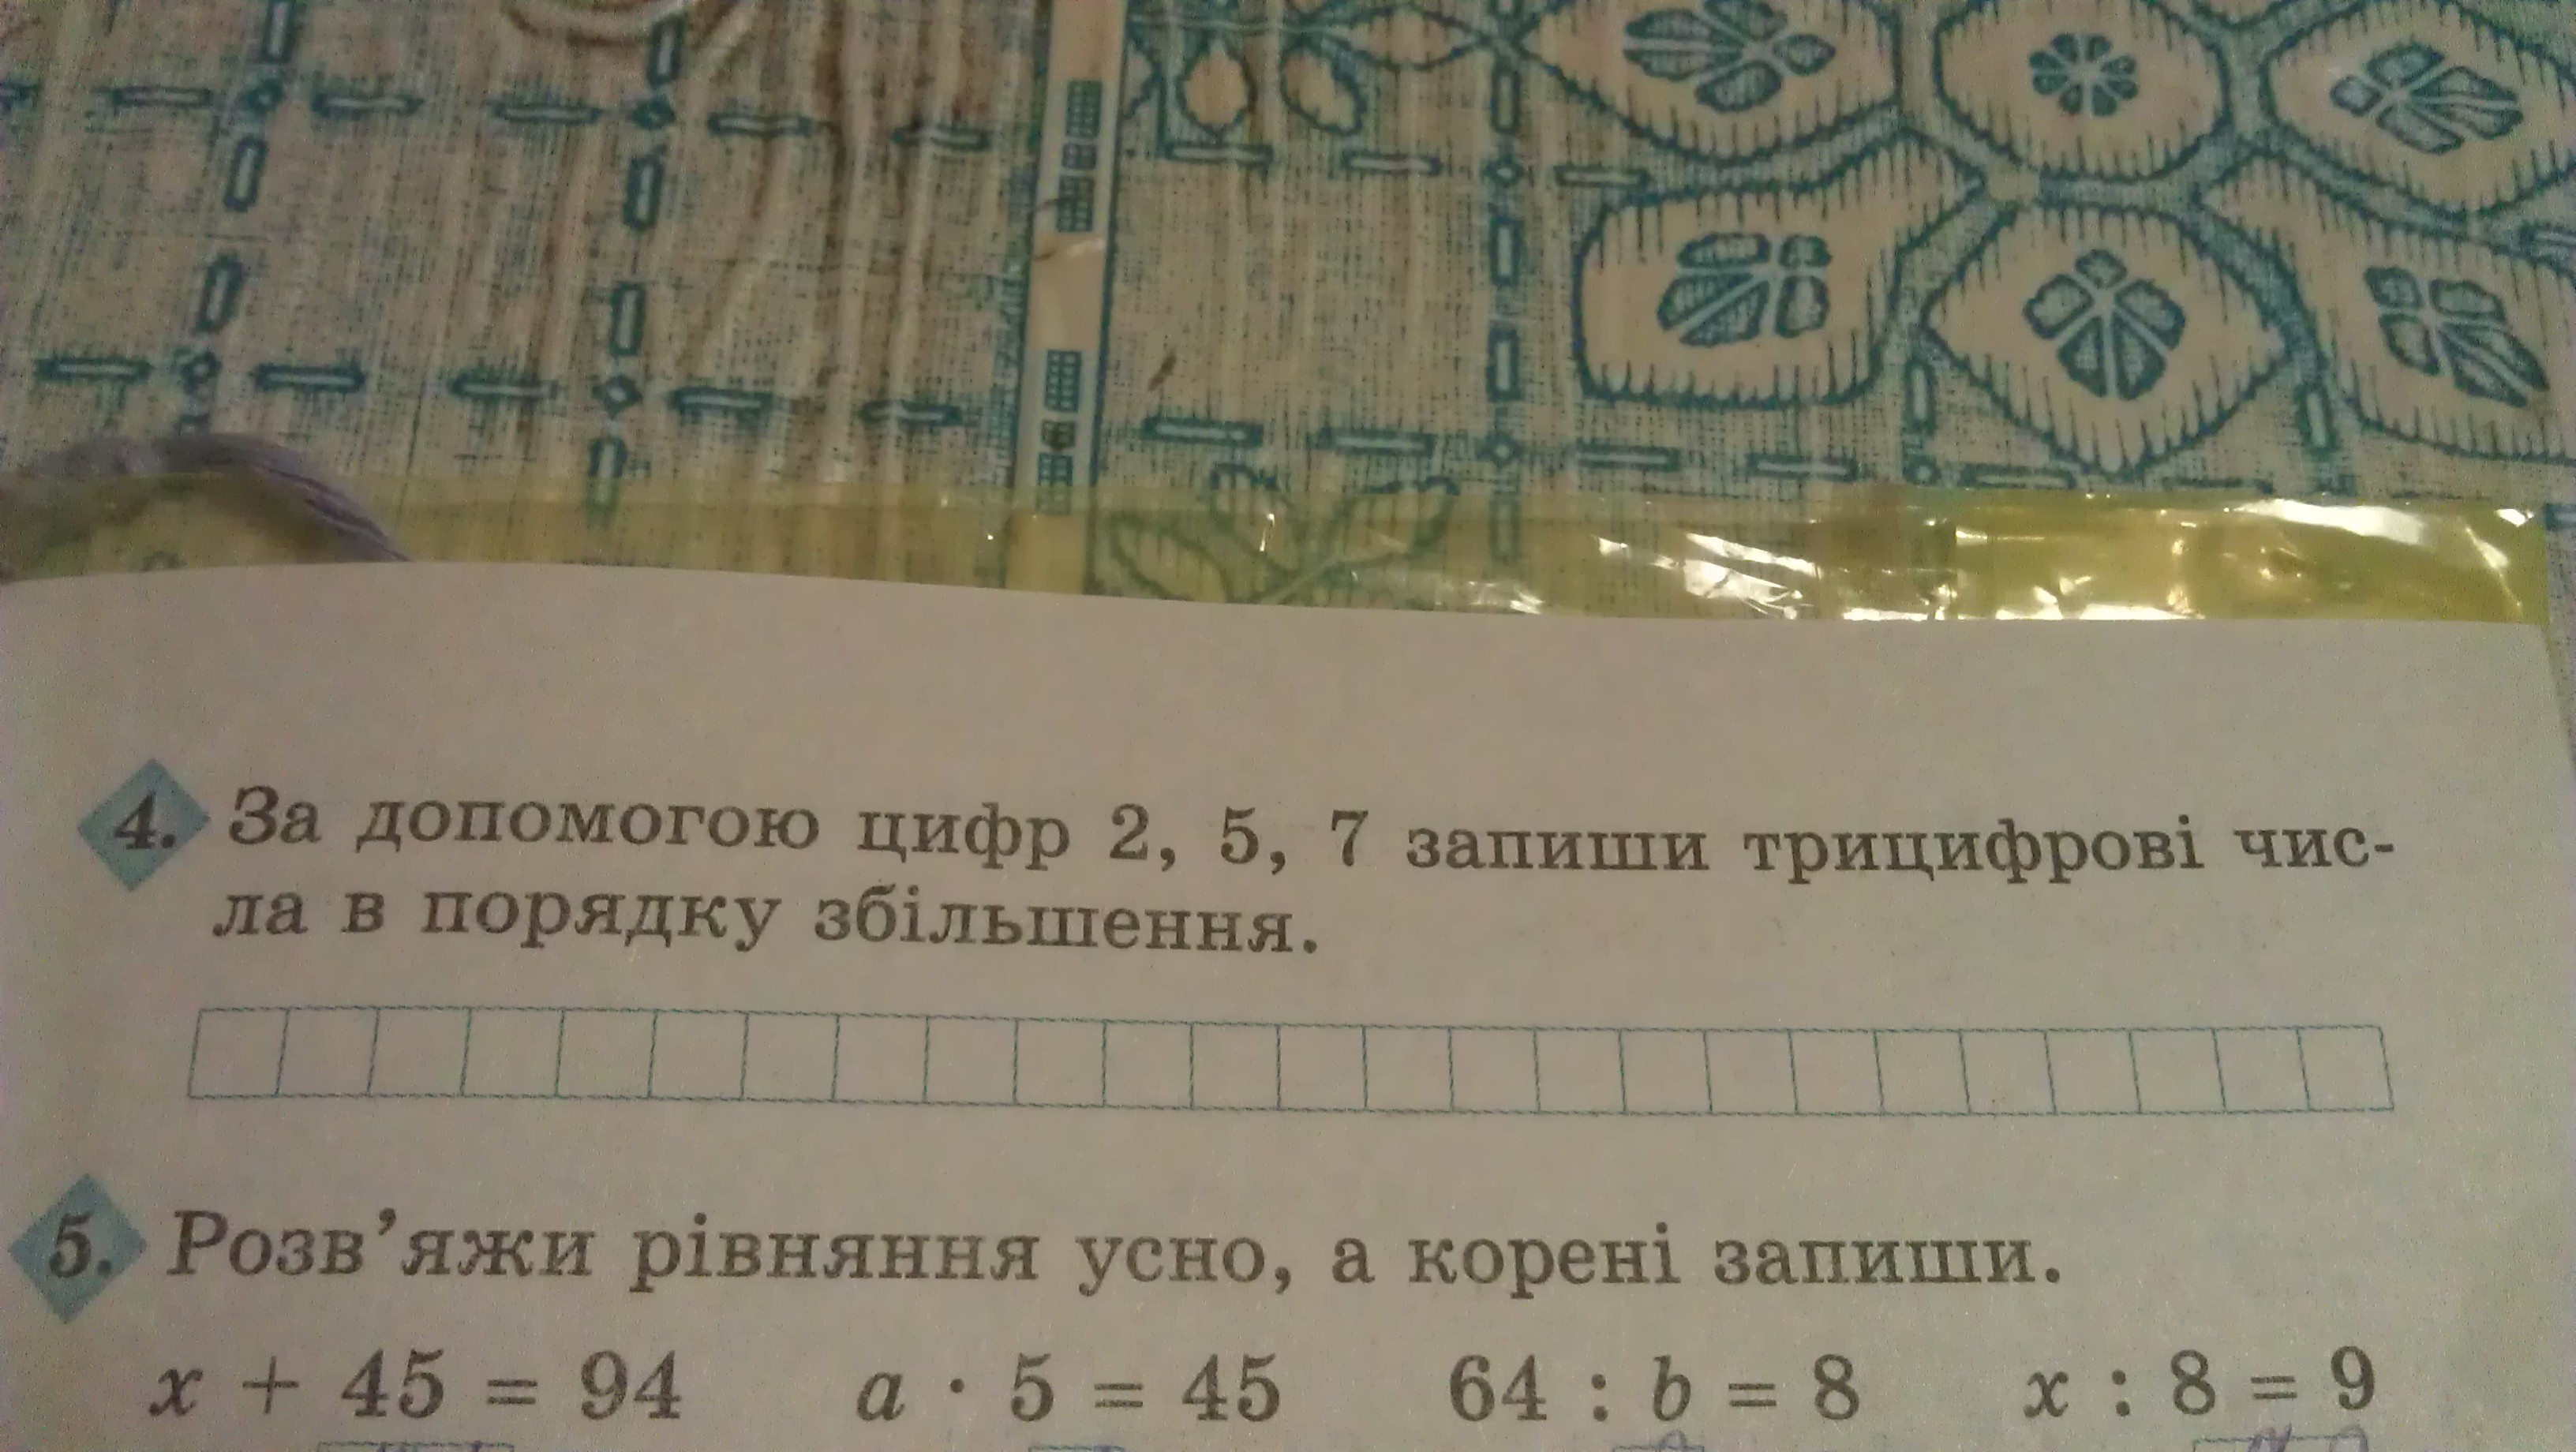 4. За допомогою цифр 2, 5, 7 запиши трицифрові чис-
ла в порядку збільшення.
5. Розв’яжи рівняння усно, а корені запиши.
x + 45 = 94 a · 5 = 45 64 : b = 8 x : 8 = 9